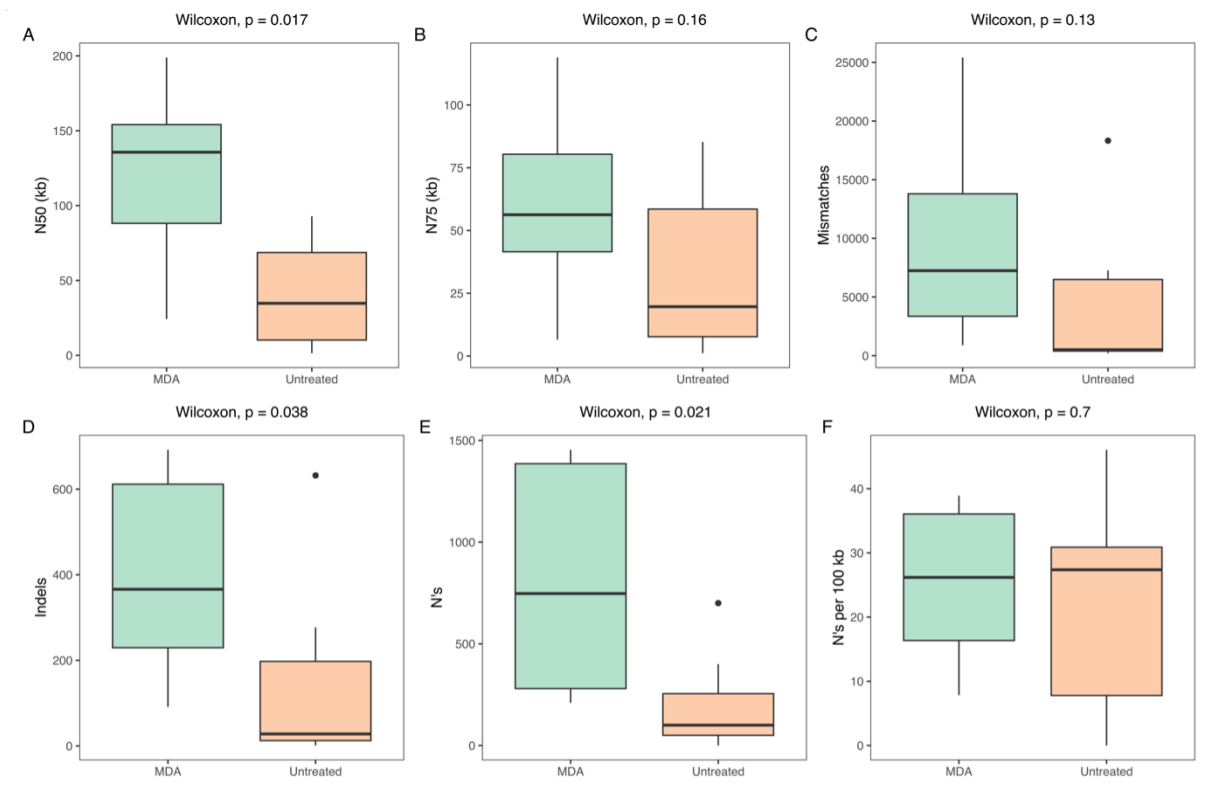 Wilcoxon, p = 0.017
Wilcoxon, p = 0.16
Wilcoxon, p = 0.13
A
B
C
N50 (kb)
200
150
100
50
0
MDA
Untreated
N75 (kb)
100
75
50
25
0
MDA
Untreated
Mismatches
25000
20000
15000
10000
5000
0
MDA
Untreated
Wilcoxon, p = 0.038
Wilcoxon, p = 0.021
Wilcoxon, p = 0.7
D
E
F
Indels
600
400
200
0
MDA
Untreated
N's
1500
1000
500
0
MDA
Untreated
N's per 100 kb
40
30
20
10
0
MDA
Untreated